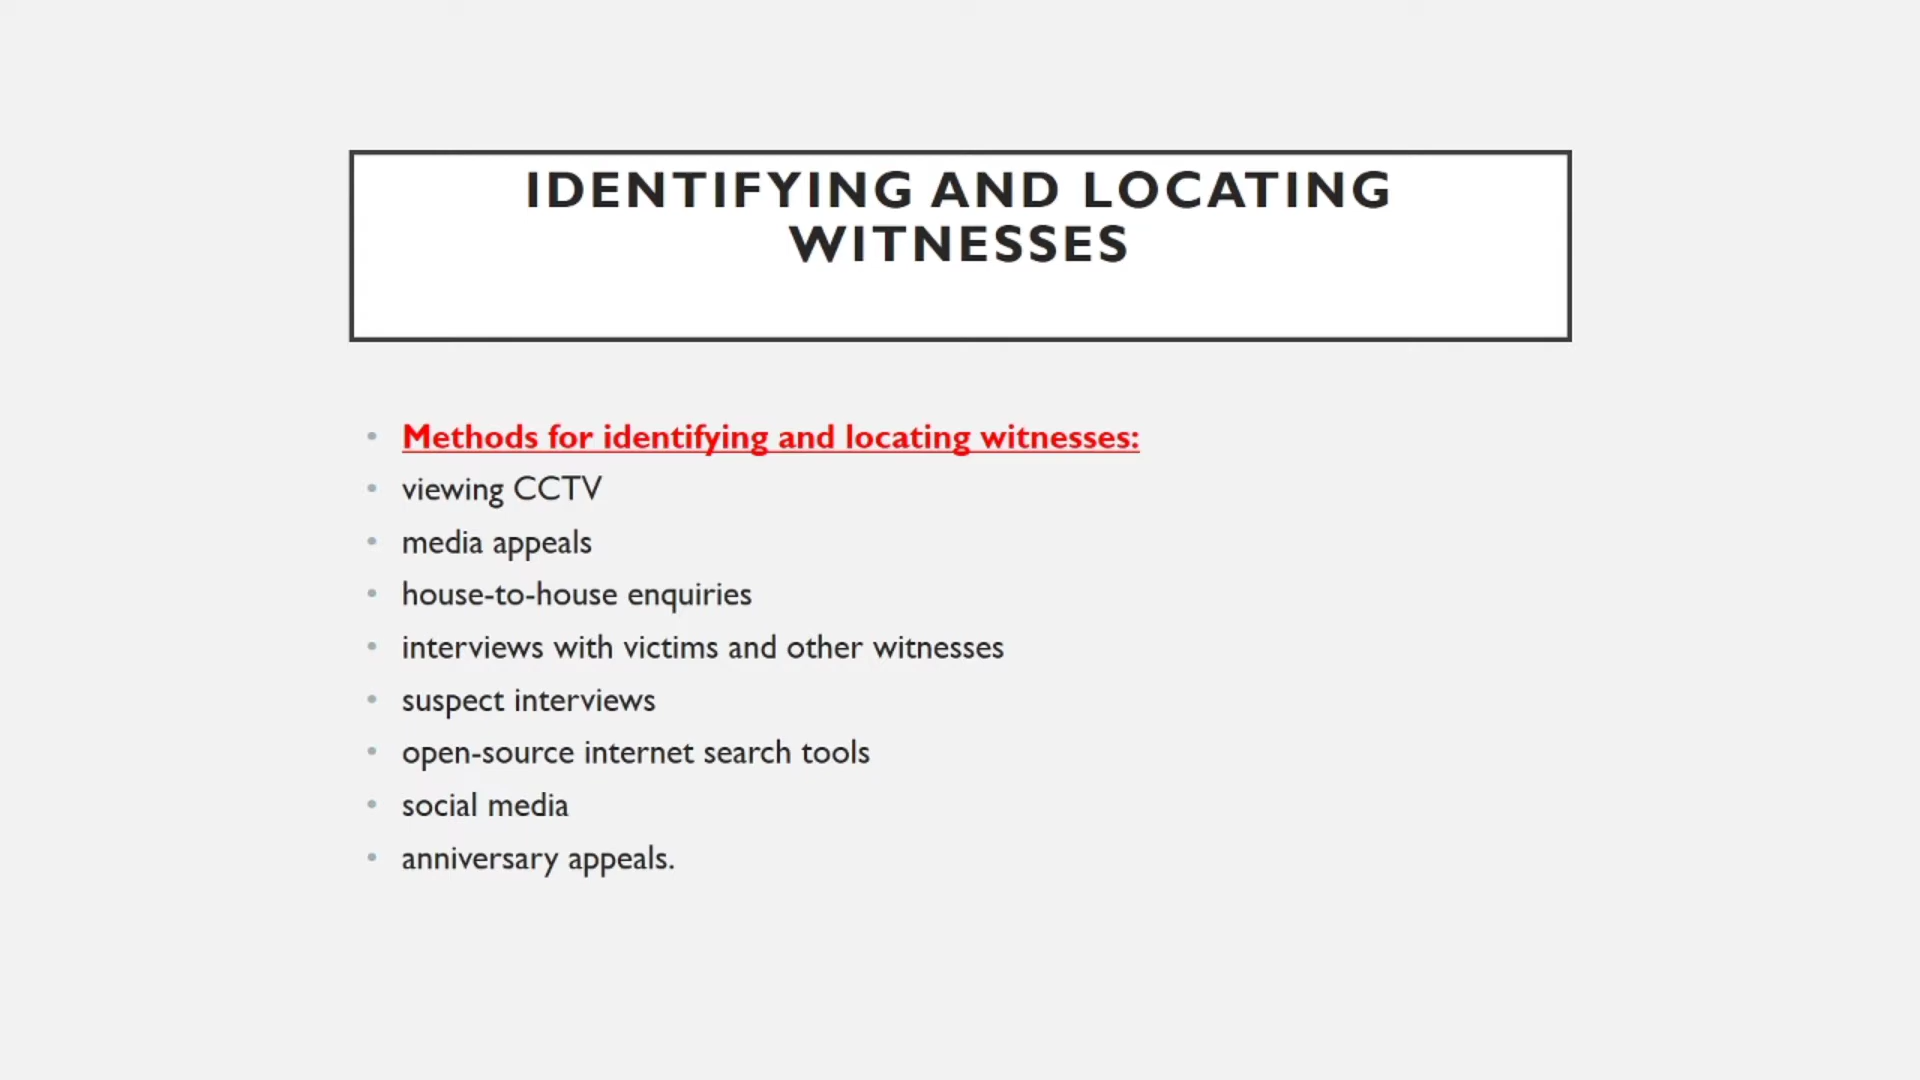 IDENTIFYING AND LOCATING
WITNESSES
• Methods for identifying and locating witnesses:
• viewing CCTV
• media appeals
• house-to-house enquiries
• interviews with victims and other witnesses
• suspect interviews
• open-source internet search tools
• social media
• anniversary appeals.